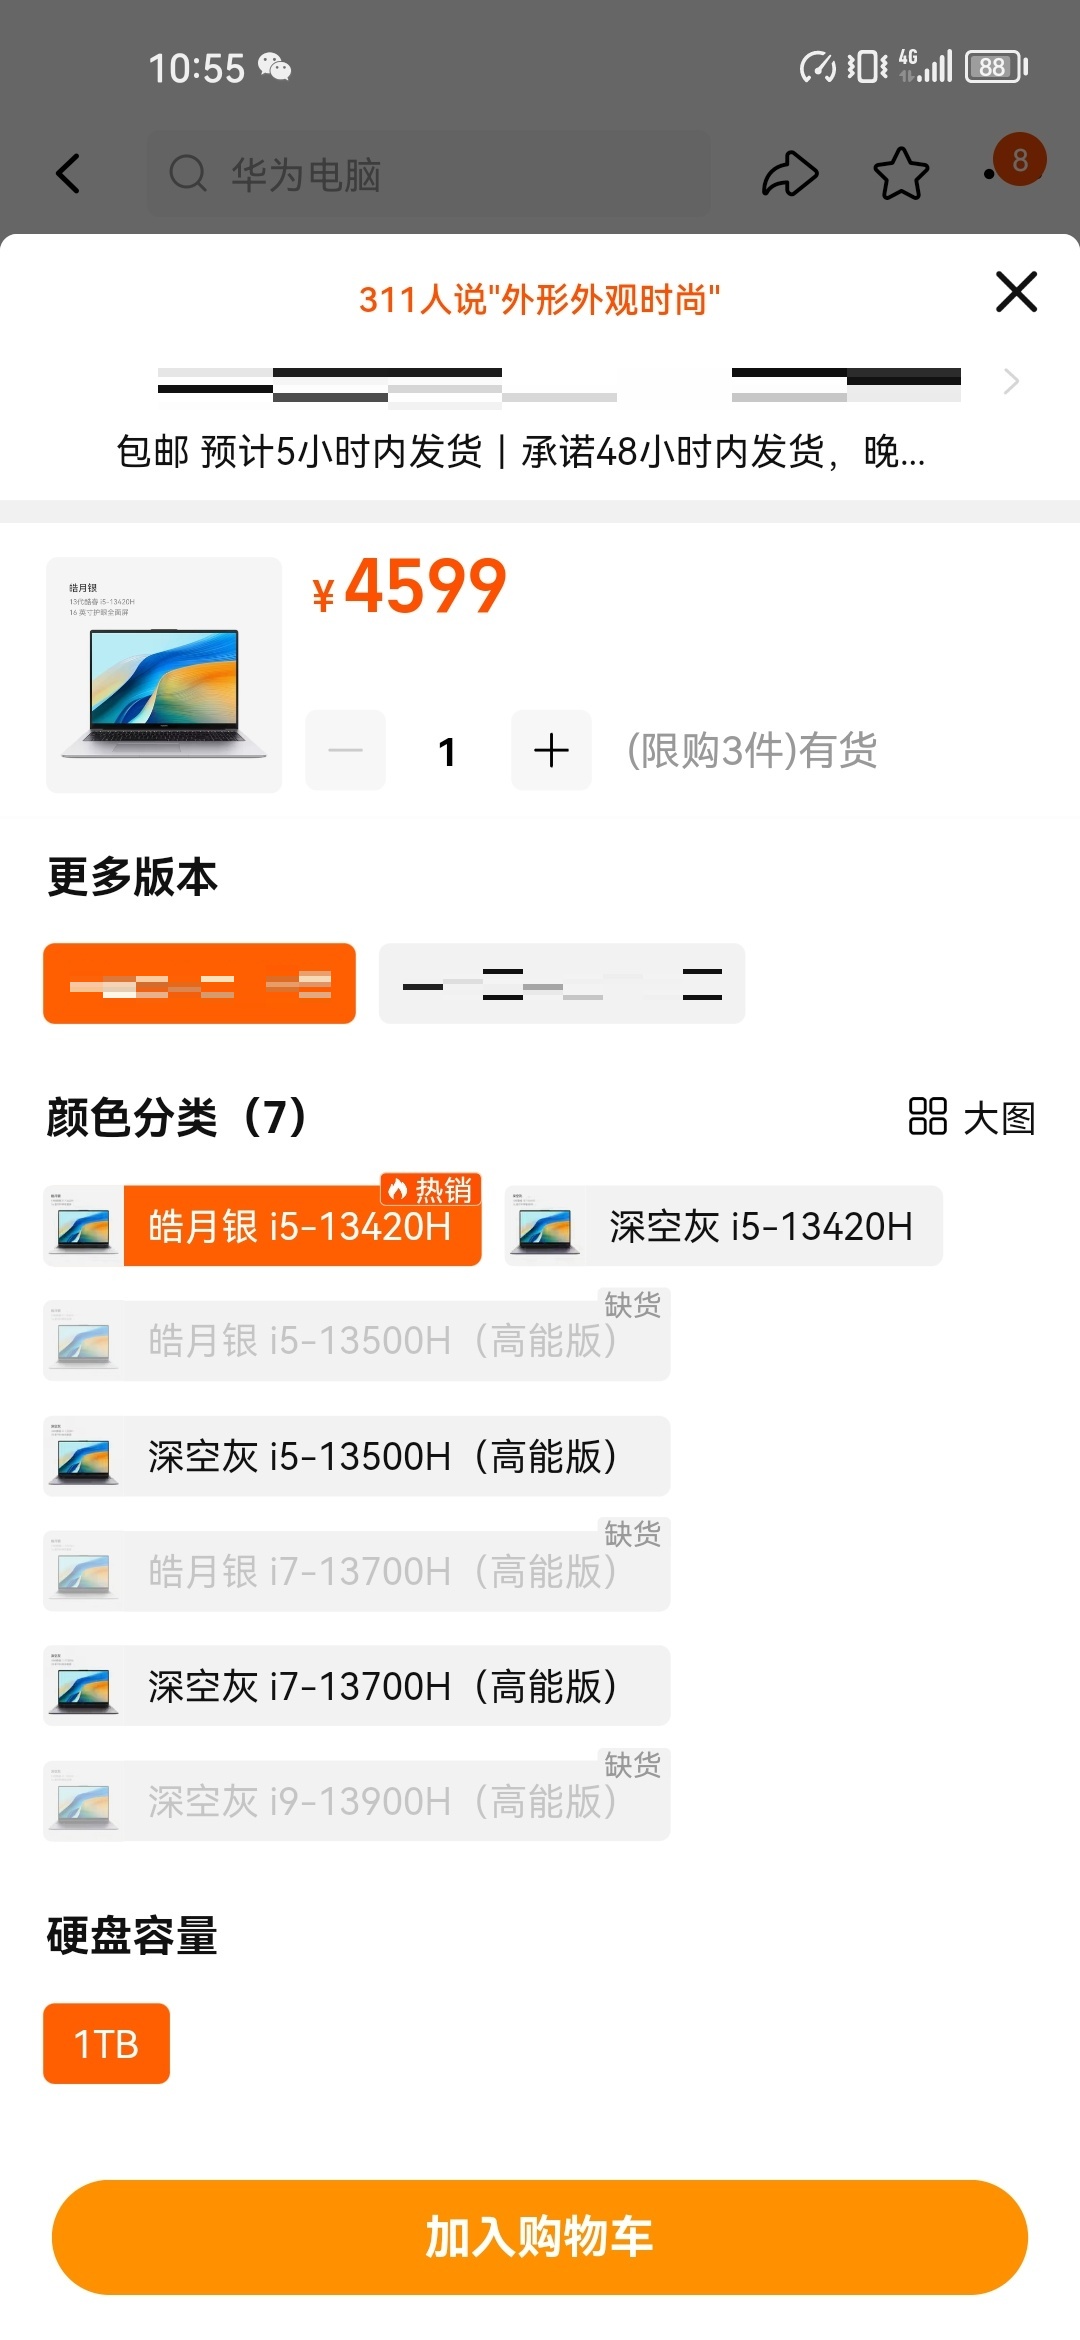 10:55
4G
88
华为电脑
8
311人说"外形外观时尚"
包邮 预计5小时内发货 | 承诺48小时内发货，晚...
皓月银
13代酷睿 i5-13420H
16 英寸护眼全面屏
¥4599
1
(限购3件)有货
更多版本
颜色分类（7）
大图
热销
皓月银 i5-13420H
深空灰 i5-13420H
缺货
皓月银 i5-13500H（高能版）
深空灰 i5-13500H（高能版）
缺货
皓月银 i7-13700H（高能版）
深空灰 i7-13700H（高能版）
缺货
深空灰 i9-13900H（高能版）
硬盘容量
1TB
加入购物车